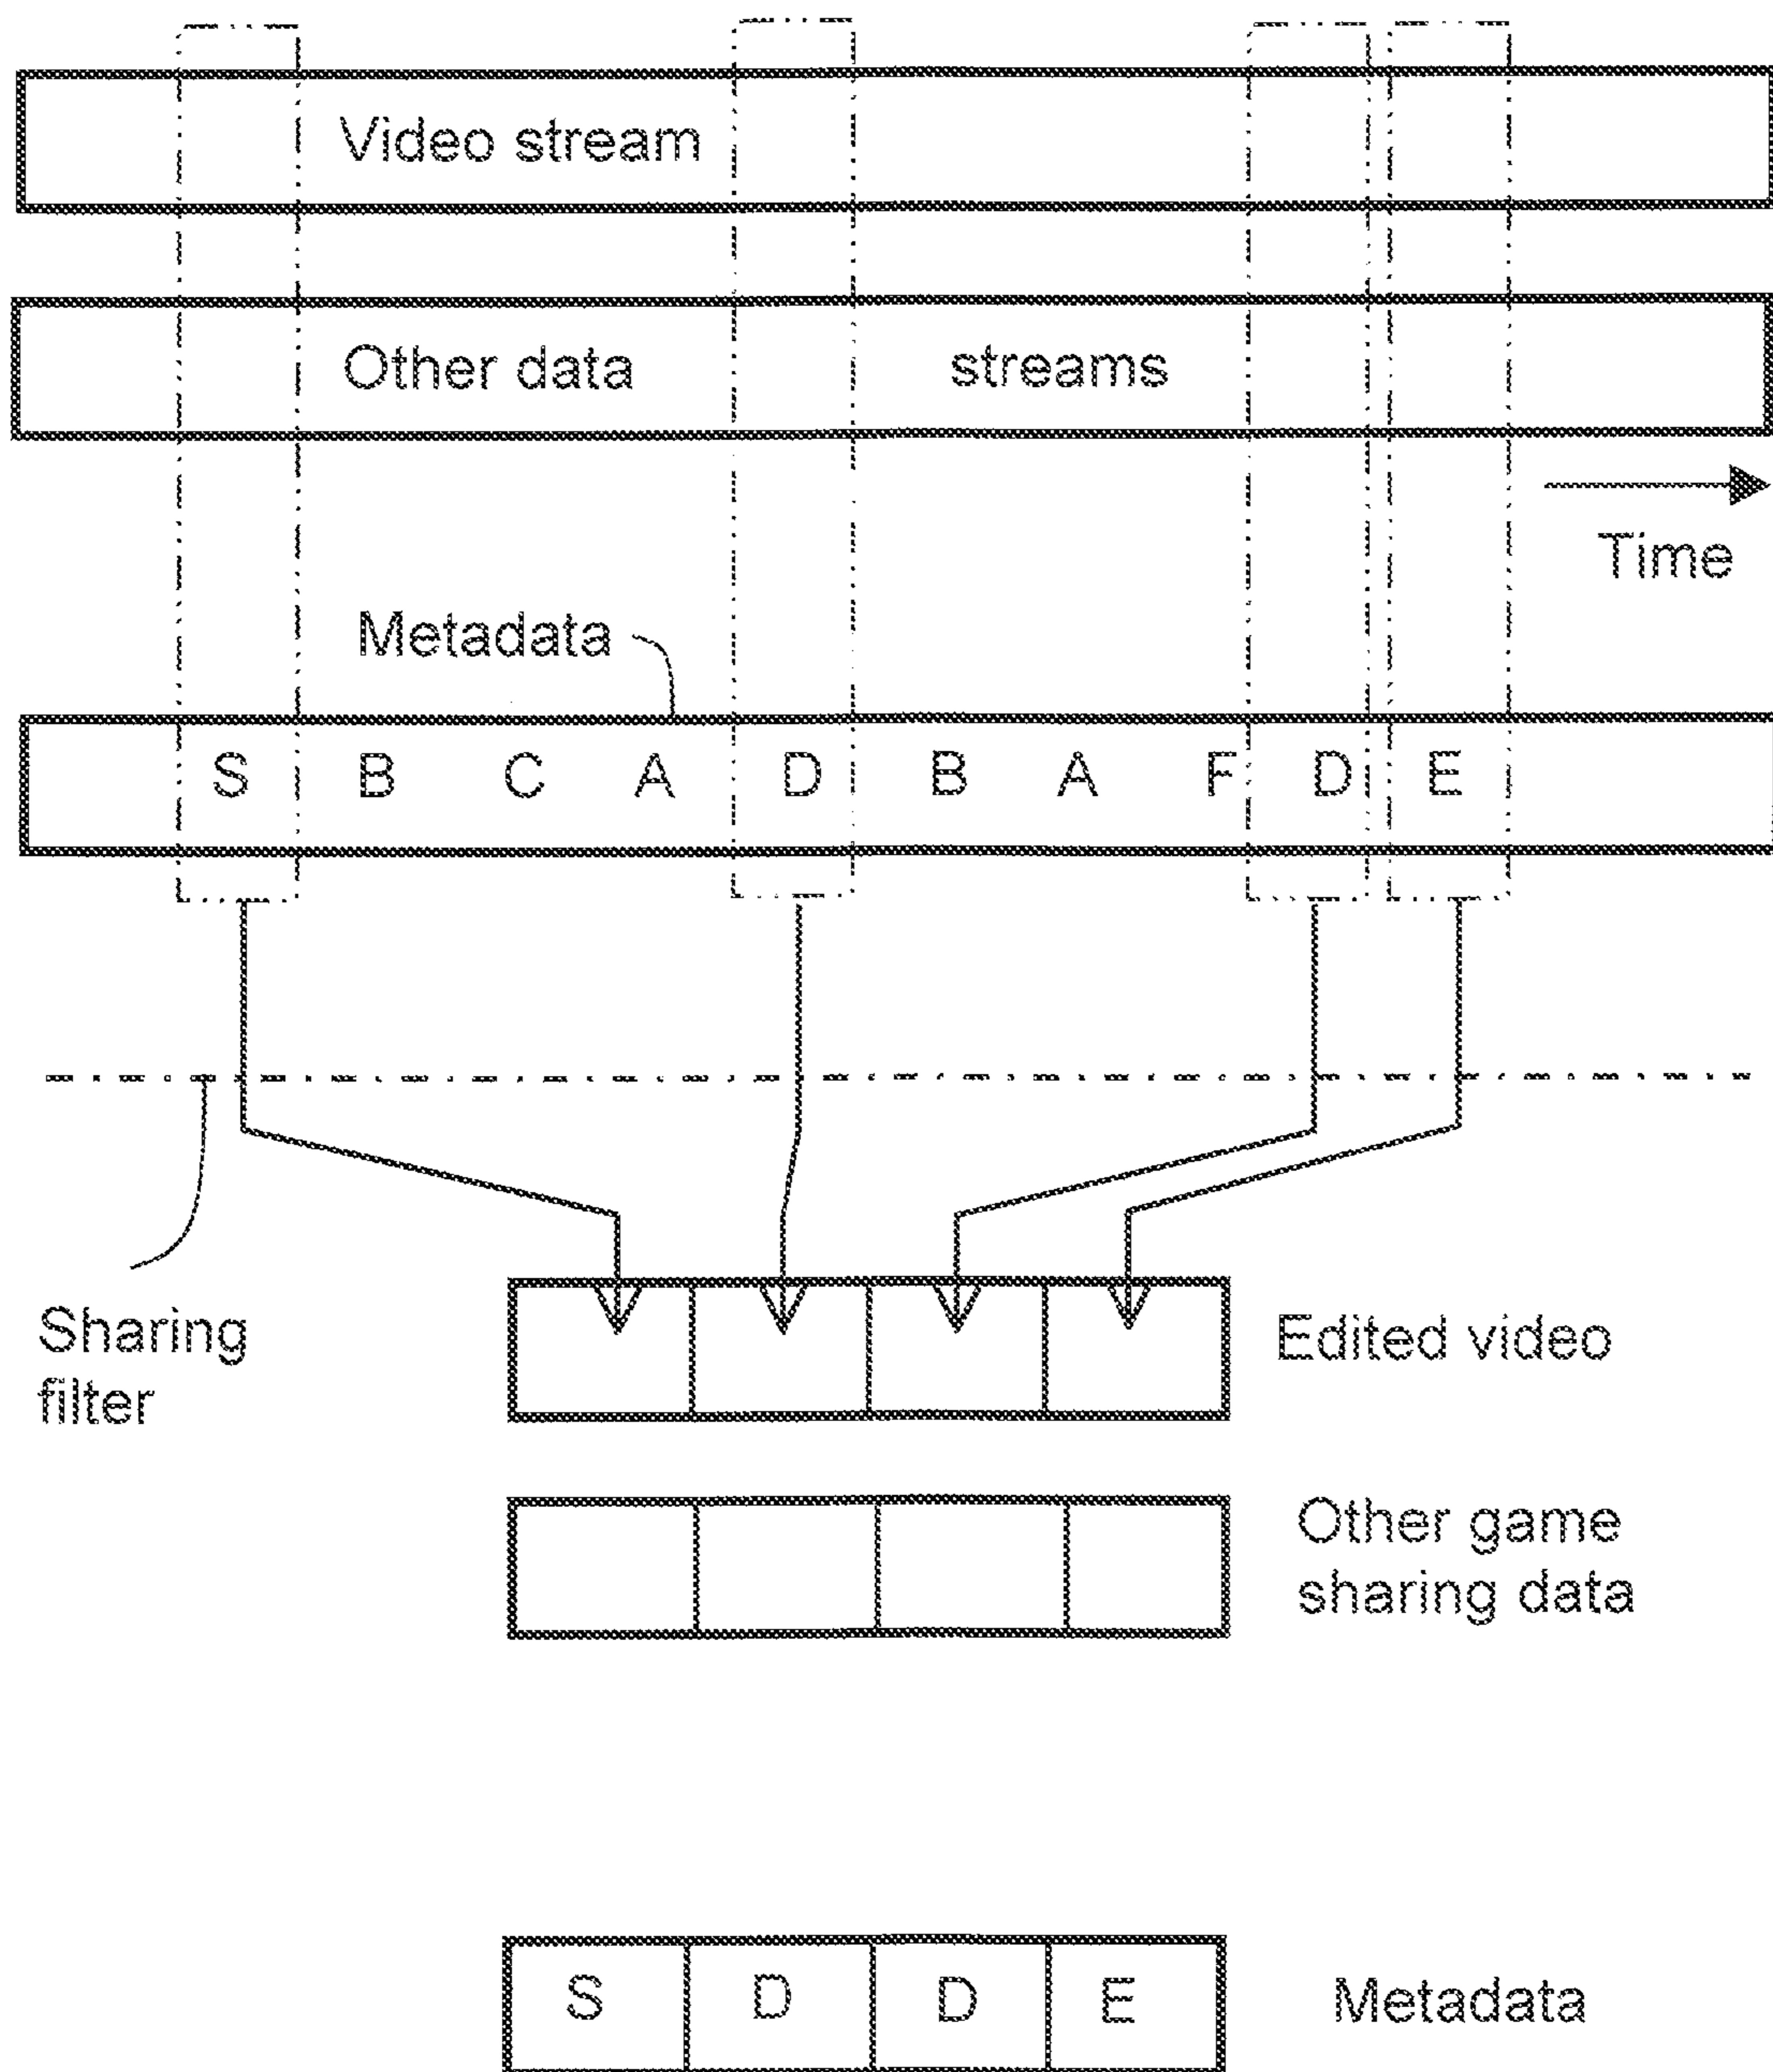 Video stream
Other data streams
Time
Metadata
S B C A D B A F D E
Sharing
filter
Edited video
Other game
sharing data
S D D E
Metadata